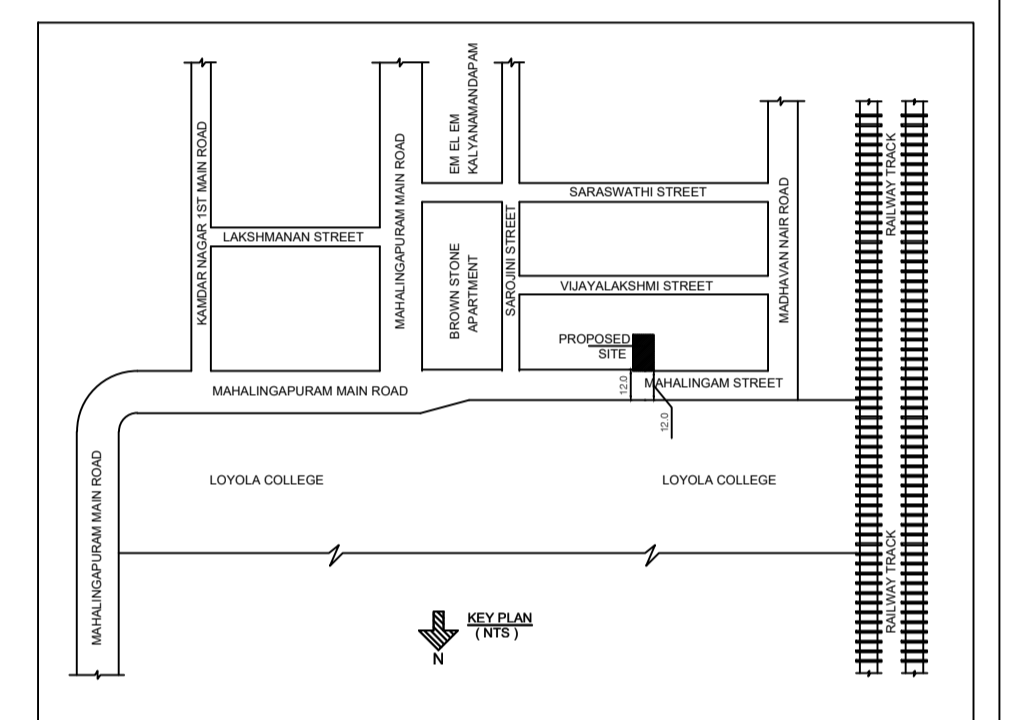 EM EL EM
KALYANAMANDAPAM
KAMDAR NAGAR 1ST MAIN ROAD
MAHALINGAPURAM MAIN ROAD
RAILWAY TRACK
MADHAVAN NAIR ROAD
SARASWATHI STREET
LAKSHMANAN STREET
BROWN STONE
APARTMENT
SAROJINI STREET
VIJAYALAKSHMI STREET
PROPOSED
SITE
MAHALINGAPURAM MAIN ROAD
12.0
MAHALINGAM STREET
12.0
LOYOLA COLLEGE
LOYOLA COLLEGE
MAHALINGAPURAM MAIN ROAD
RAILWAY TRACK
KEY PLAN
( NTS )
N